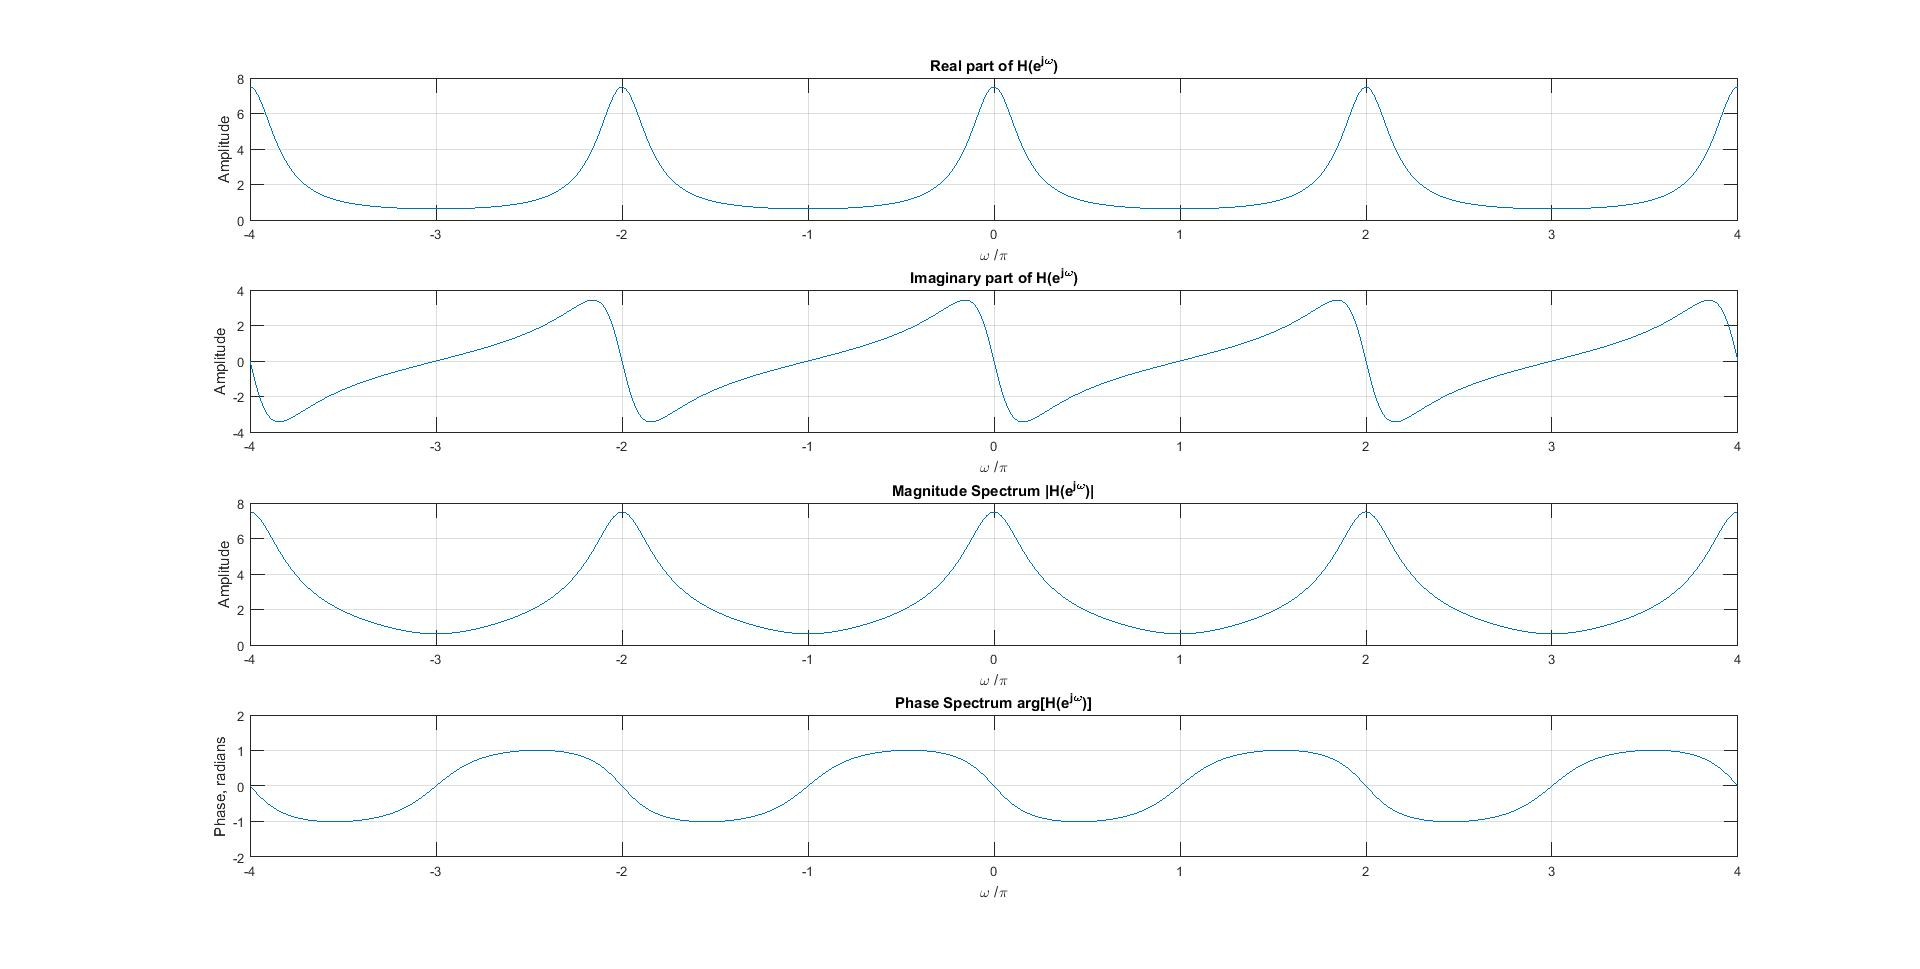 Real part of H(e^jω)
8
6
4
2
0
Amplitude
-4 -3 -2 -1 0 1 2 3 4
ω /π
Imaginary part of H(e^jω)
4
2
0
-2
-4
Amplitude
-4 -3 -2 -1 0 1 2 3 4
ω /π
Magnitude Spectrum |H(e^jω)|
8
6
4
2
0
Amplitude
-4 -3 -2 -1 0 1 2 3 4
ω /π
Phase Spectrum arg[H(e^jω)]
2
1
0
-1
-2
Phase, radians
-4 -3 -2 -1 0 1 2 3 4
ω /π